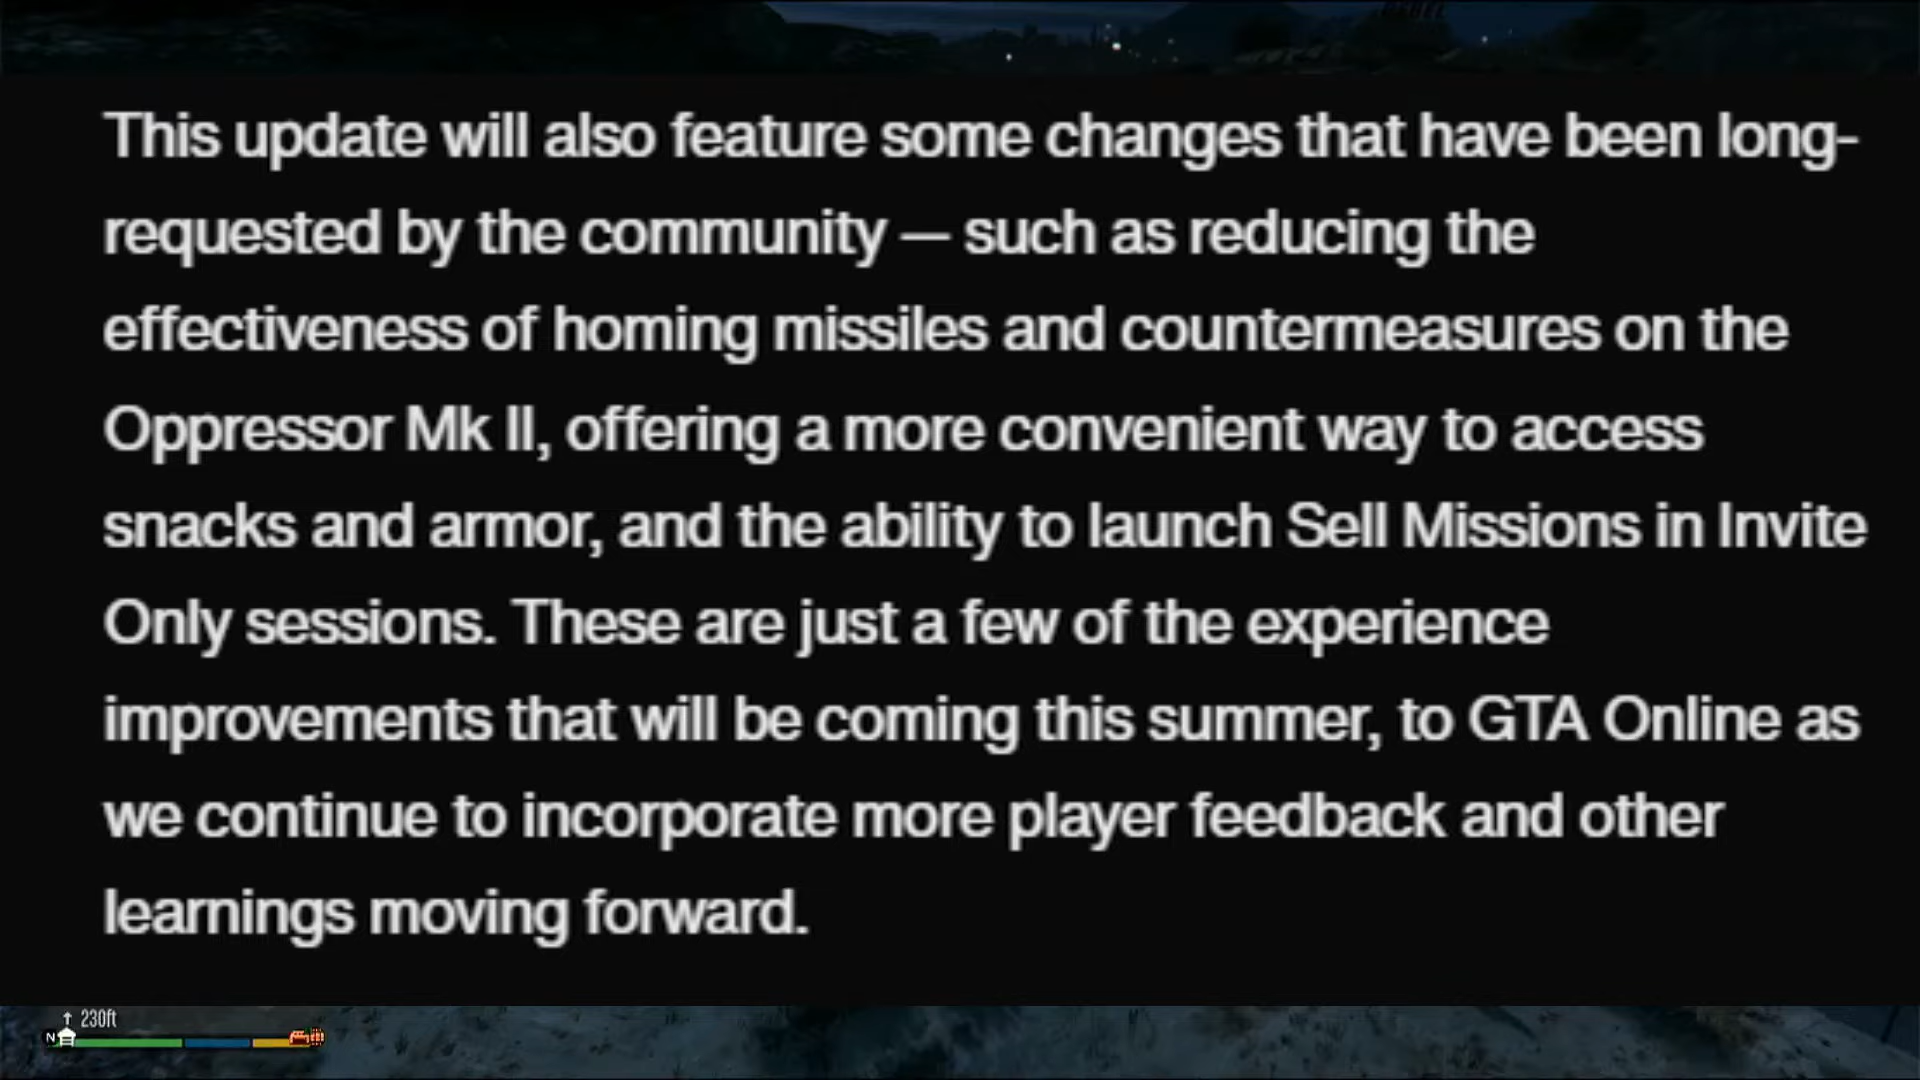 This update will also feature some changes that have been long-
requested by the community — such as reducing the
effectiveness of homing missiles and countermeasures on the
Oppressor Mk II, offering a more convenient way to access
snacks and armor, and the ability to launch Sell Missions in Invite
Only sessions. These are just a few of the experience
improvements that will be coming this summer, to GTA Online as
we continue to incorporate more player feedback and other
learnings moving forward.
230ft
N